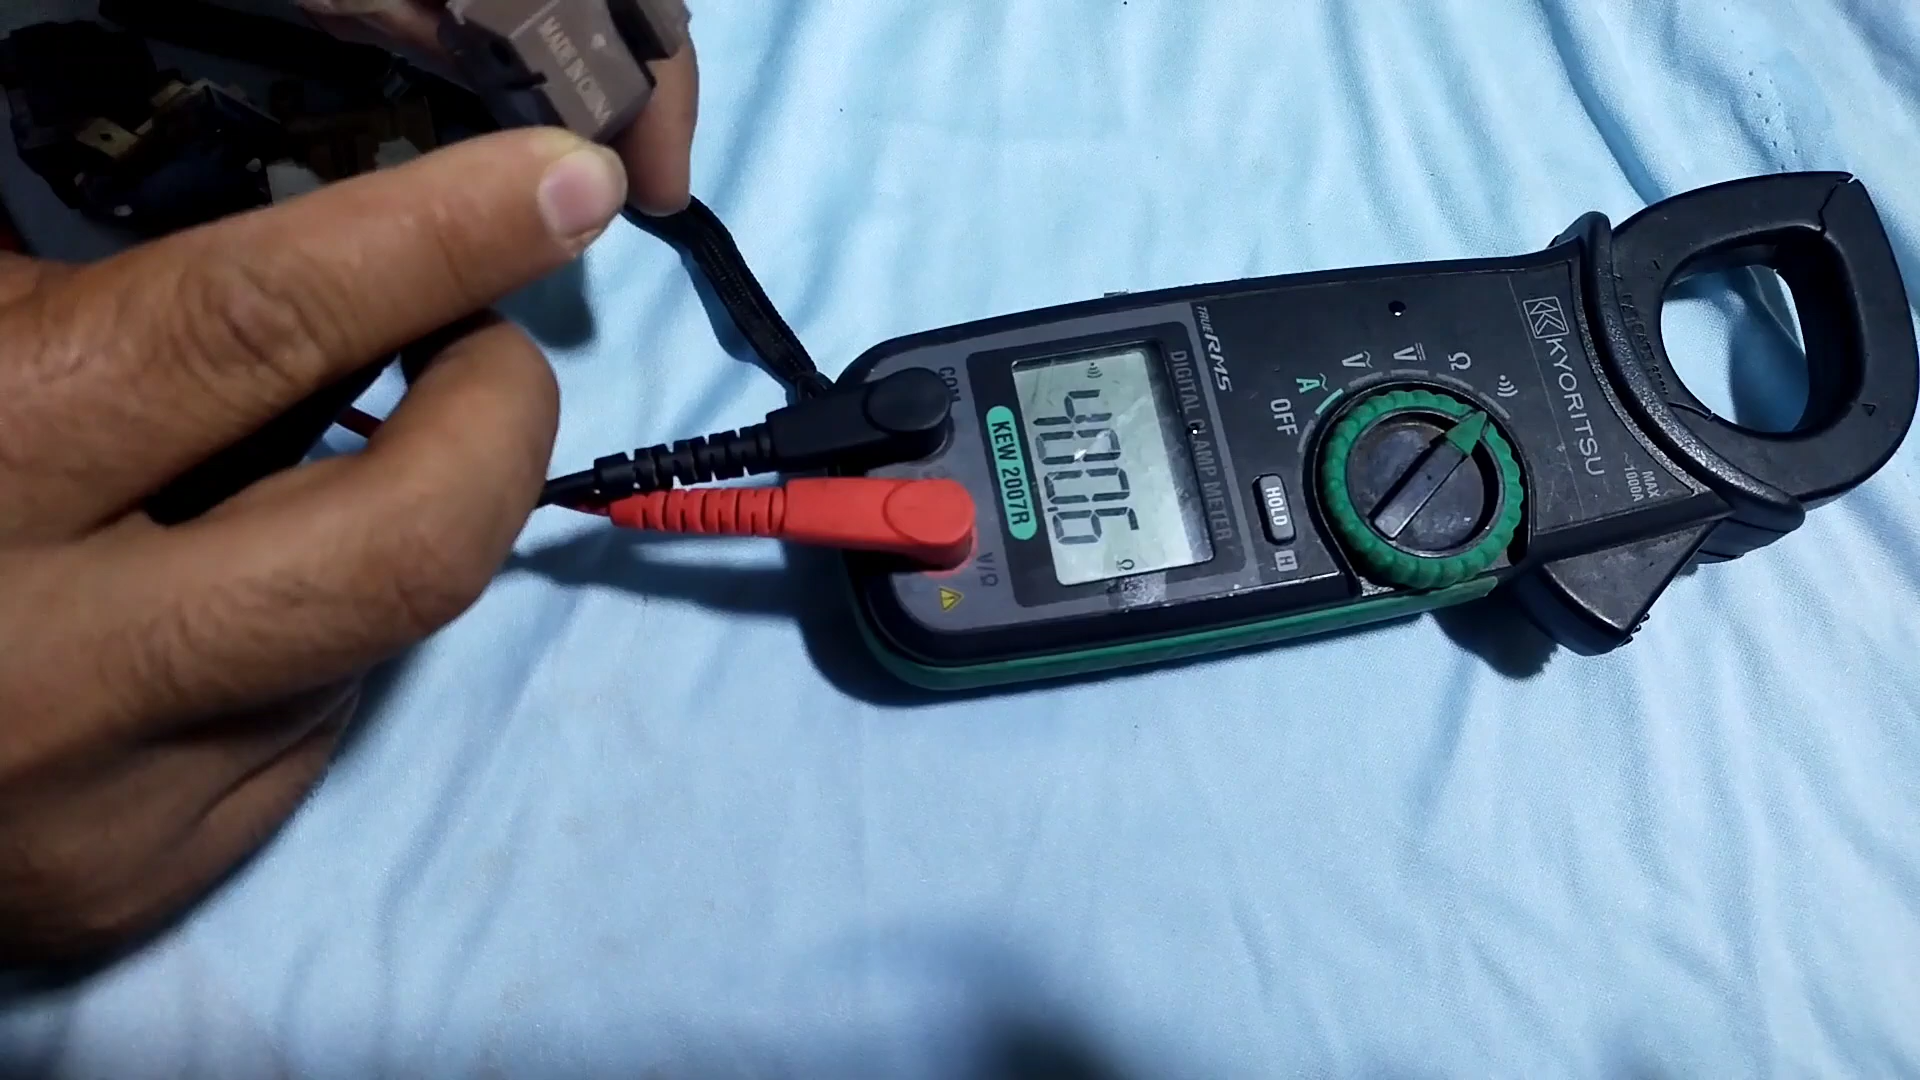 MADE IN CHINA
COM
V/Ω
KEW 2007R
400.6
Ω
DIGITAL CLAMP METER
TRUE RMS
HOLD
H
OFF
Ã
Ṽ
V
Ω
KYORITSU
MAX
~1000A